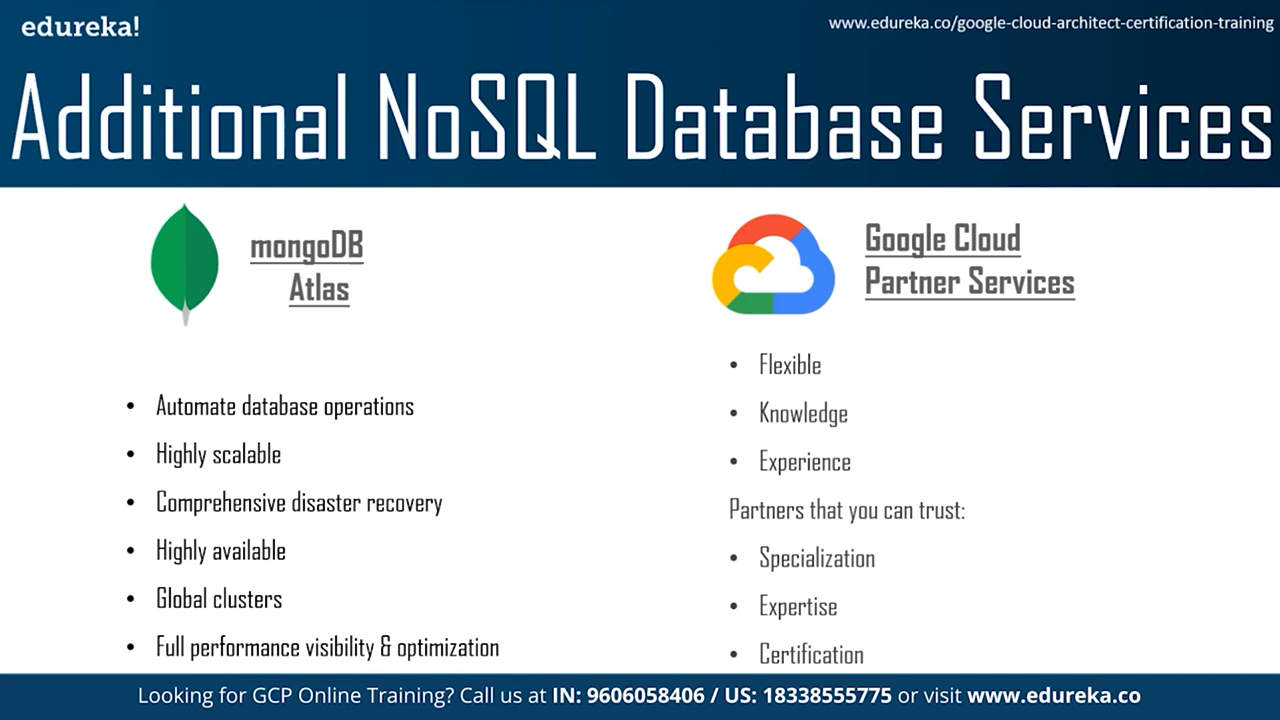 edureka!
www.edureka.co/google-cloud-architect-certification-training
Additional NoSQL Database Services
mongoDB
Atlas
• Automate database operations
• Highly scalable
• Comprehensive disaster recovery
• Highly available
• Global clusters
• Full performance visibility & optimization
Google Cloud
Partner Services
• Flexible
• Knowledge
• Experience
Partners that you can trust:
• Specialization
• Expertise
• Certification
Looking for GCP Online Training? Call us at IN: 9606058406 / US: 18338555775 or visit www.edureka.co